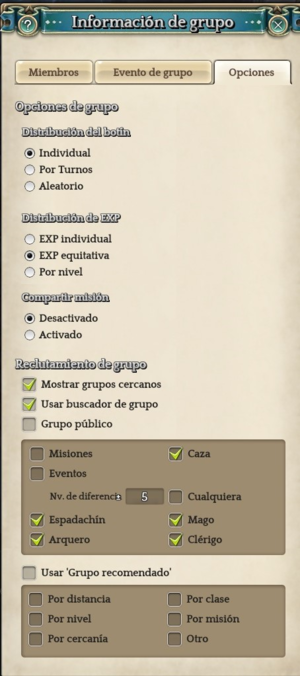 Información de grupo
Miembros Evento de grupo Opciones
Opciones de grupo
Distribución del botín
Individual
Por Turnos
Aleatorio
Distribución de EXP
EXP individual
EXP equitativa
Por nivel
Compartir misión
Desactivado
Activado
Reclutamiento de grupo
Mostrar grupos cercanos
Usar buscador de grupo
Grupo público
Misiones Caza
Eventos
Nv. de diferencia 5 Cualquiera
Espadachín Mago
Arquero Clérigo
Usar 'Grupo recomendado'
Por distancia Por clase
Por nivel Por misión
Por cercanía Otro